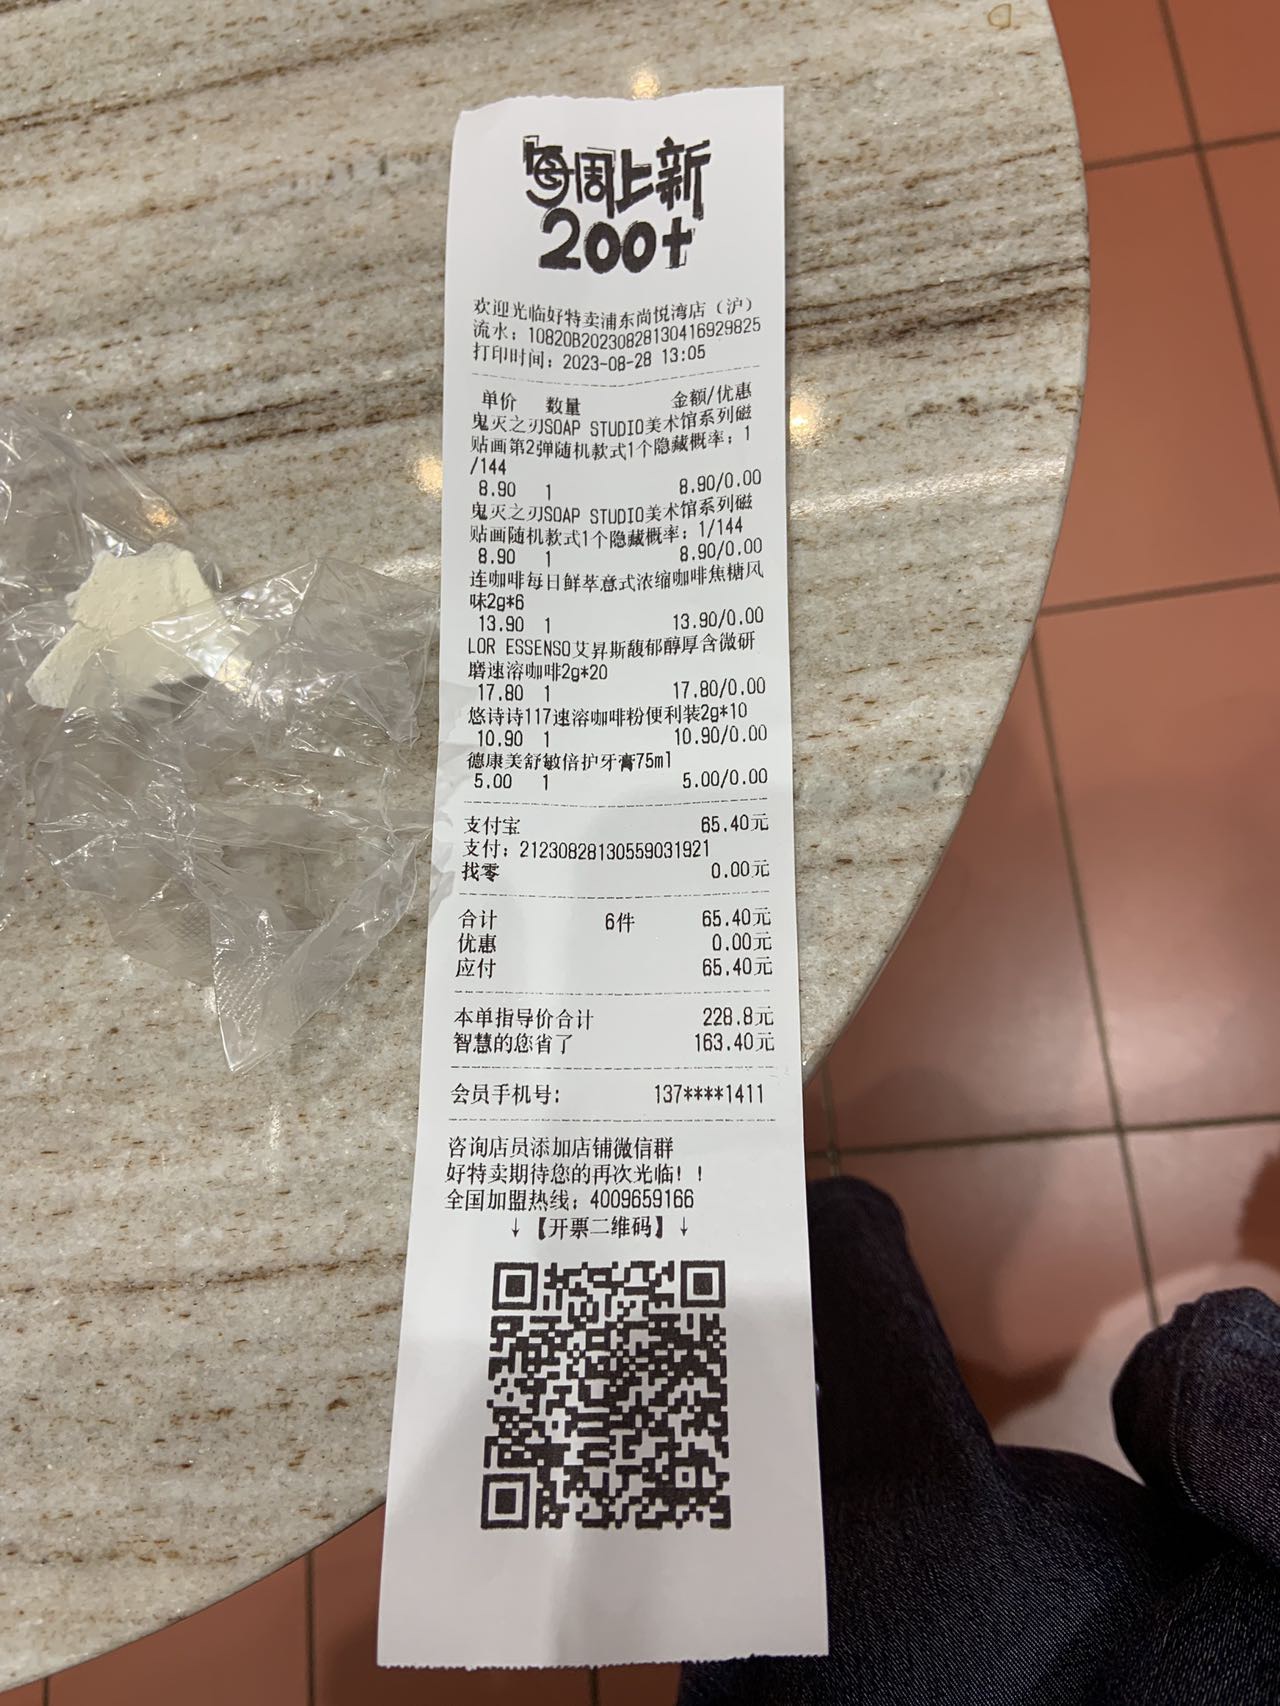 每周上新
200+
欢迎光临好特卖浦东尚悦湾店（沪）
流水：10820B20230828130416929825
打印时间：2023-08-28 13:05
单价 数量 金额/优惠
鬼灭之刃SOAP STUDIO美术馆系列磁
贴画第2弹随机款式1个隐藏概率：1
/144
8.90 1 8.90/0.00
鬼灭之刃SOAP STUDIO美术馆系列磁
贴画随机款式1个隐藏概率：1/144
8.90 1 8.90/0.00
连咖啡每日鲜萃意式浓缩咖啡焦糖风
味2g*6
13.90 1 13.90/0.00
LOR ESSENSO艾昇斯馥郁醇厚含微研
磨速溶咖啡2g*20
17.80 1 17.80/0.00
悠诗诗117速溶咖啡粉便利装2g*10
10.90 1 10.90/0.00
德康美舒敏倍护牙膏75ml
5.00 1 5.00/0.00
支付宝 65.40元
支付：21230828130559031921
找零 0.00元
合计 6件 65.40元
优惠 0.00元
应付 65.40元
本单指导价合计 228.8元
智慧的您省了 163.40元
会员手机号： 137****1411
咨询店员添加店铺微信群
好特卖期待您的再次光临！！
全国加盟热线：4009659166
↓【开票二维码】↓